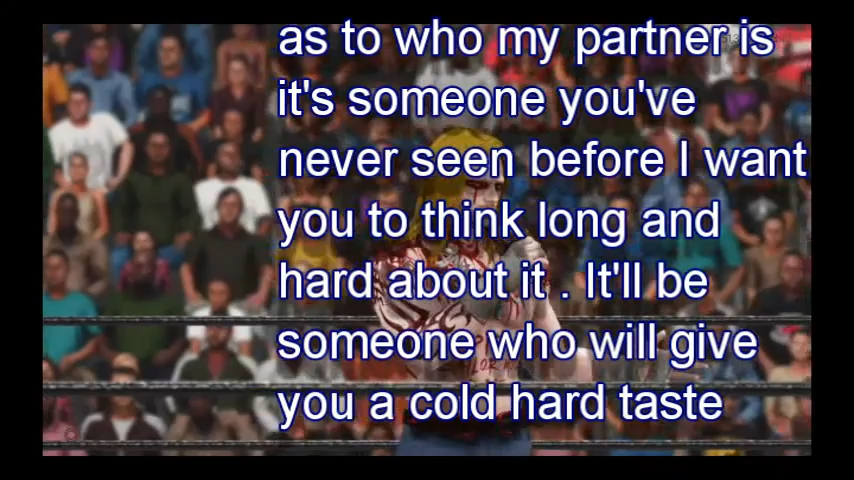 as to who my partner is
it's someone you've
never seen before I want
you to think long and
hard about it . It'll be
someone who will give
you a cold hard taste